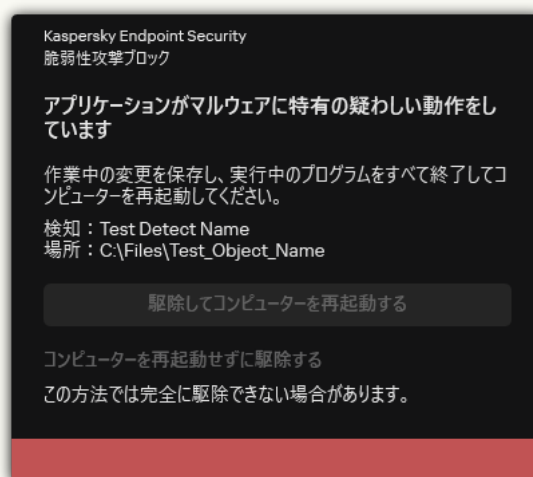 Kaspersky Endpoint Security
脆弱性攻撃ブロック
アプリケーションがマルウェアに特有の疑わしい動作をし
ています
作業中の変更を保存し、実行中のプログラムをすべて終了してコ
ンピューターを再起動してください。
検知：Test Detect Name
場所：C:\Files\Test_Object_Name
駆除してコンピューターを再起動する
コンピューターを再起動せずに駆除する
この方法では完全に駆除できない場合があります。